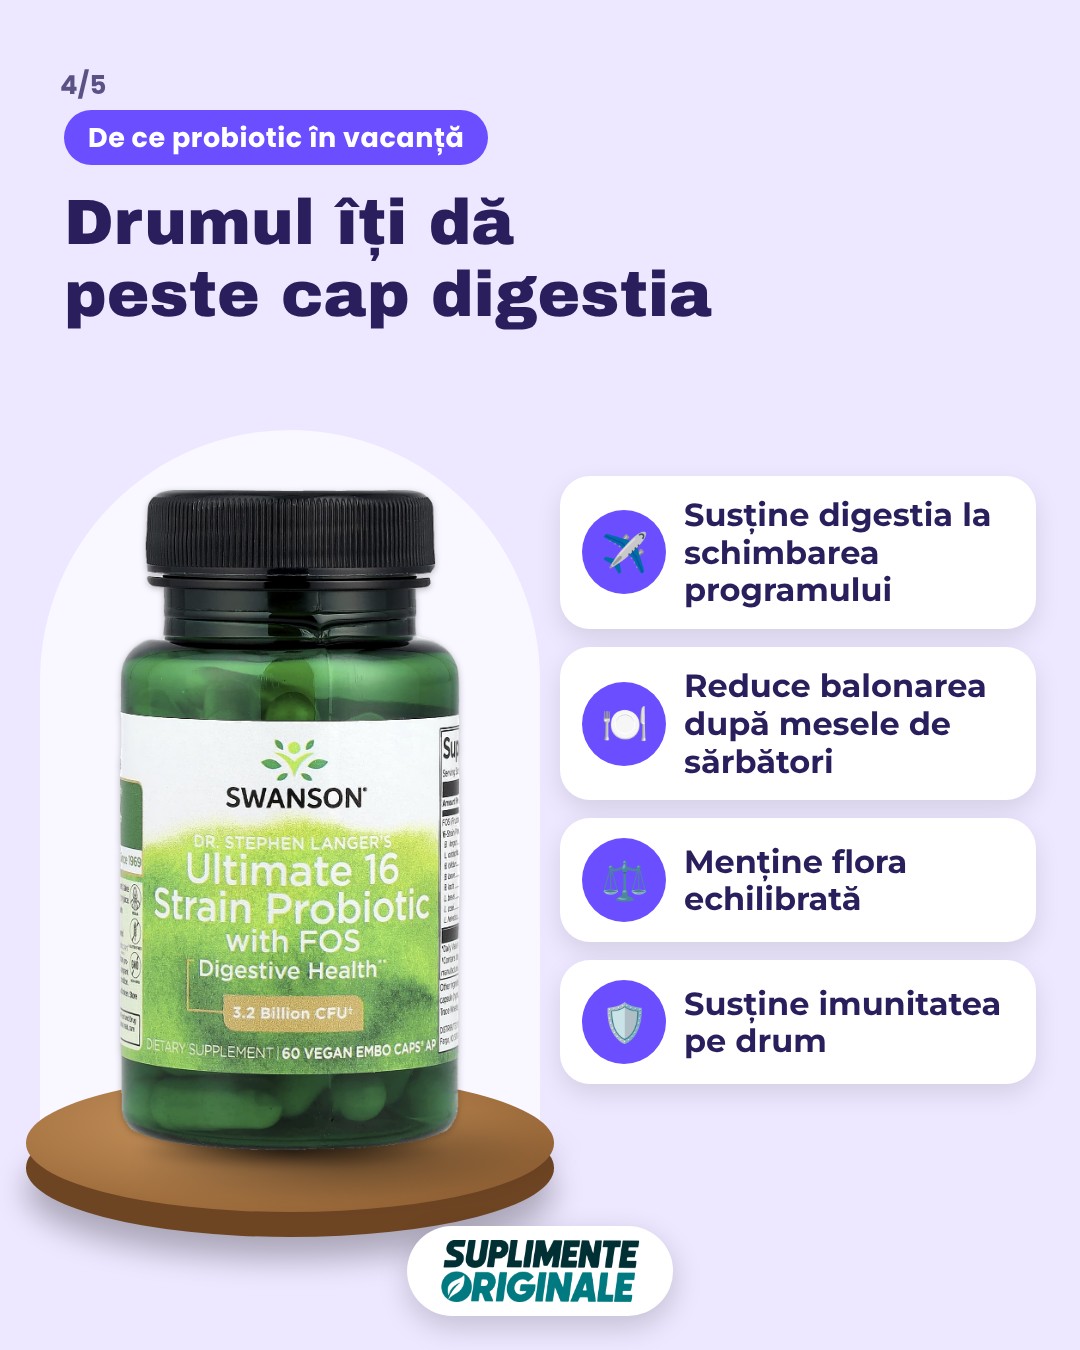 4/5
De ce probiotic în vacanță
Drumul îți dă
peste cap digestia
Susține digestia la
schimbarea
programului
Reduce balonarea
după mesele de
sărbători
Menține flora
echilibrată
Susține imunitatea
pe drum
SWANSON
DR. STEPHEN LANGER'S
Ultimate 16
Strain Probiotic
with FOS
Digestive Health
3.2 Billion CFU‡
DIETARY SUPPLEMENT | 60 VEGAN EMBO CAPS® AP
SUPLIMENTE
ORIGINALE